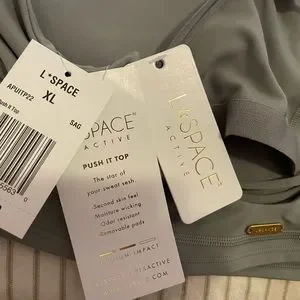 L*SPACE
XL
APUITP22
Push It Top
SAG
SPACE
ACTIVE
PUSH IT TOP
The star of
your sweat sesh.
Second skin feel
Moisture wicking
Odor resistant
Removable pads
IMPACT
L*SPACE
ACTIVE